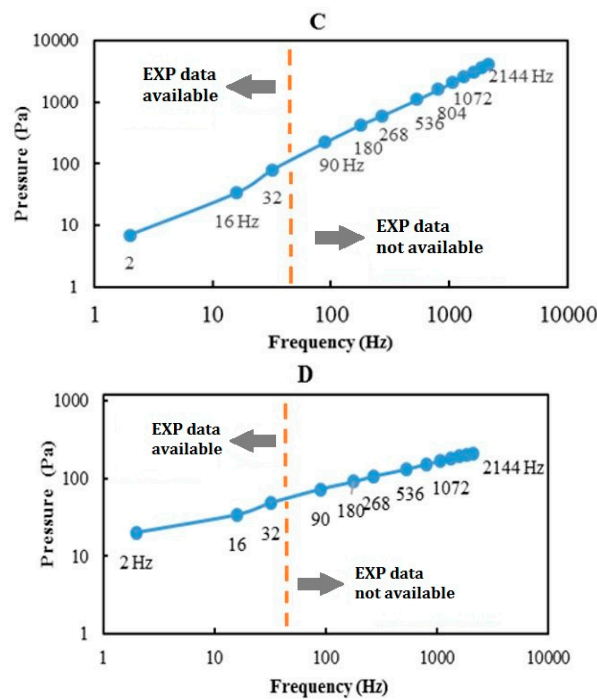 C
10000
1000
100
10
1
Pressure (Pa)
EXP data
available
2144 Hz
1072
804
536
268
180
90 Hz
32
16 Hz
2
EXP data
not available
1
10
100
1000
10000
Frequency (Hz)
D
1000
100
10
1
Pressure (Pa)
EXP data
available
2 Hz
16
32
90
180
268
536
1072
2144 Hz
EXP data
not available
1
10
100
1000
10000
Frequency (Hz)